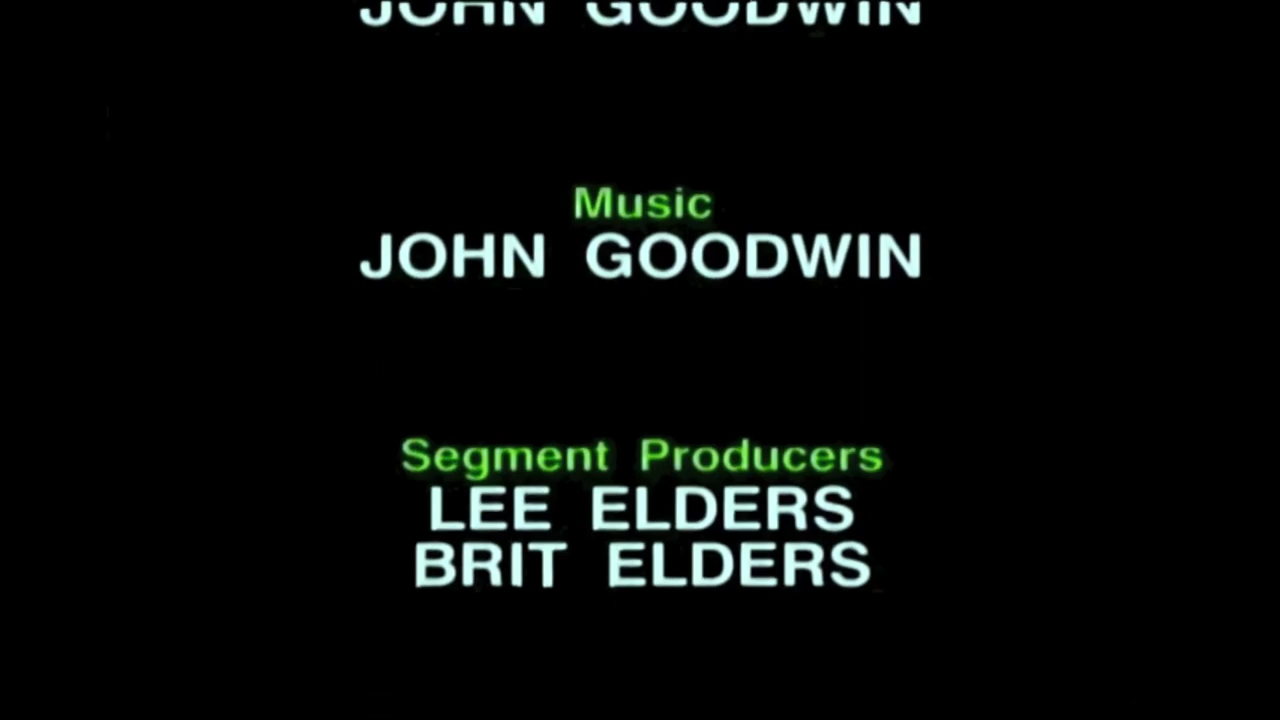 JOHN GOODWIN
Music
JOHN GOODWIN
Segment Producers
LEE ELDERS
BRIT ELDERS